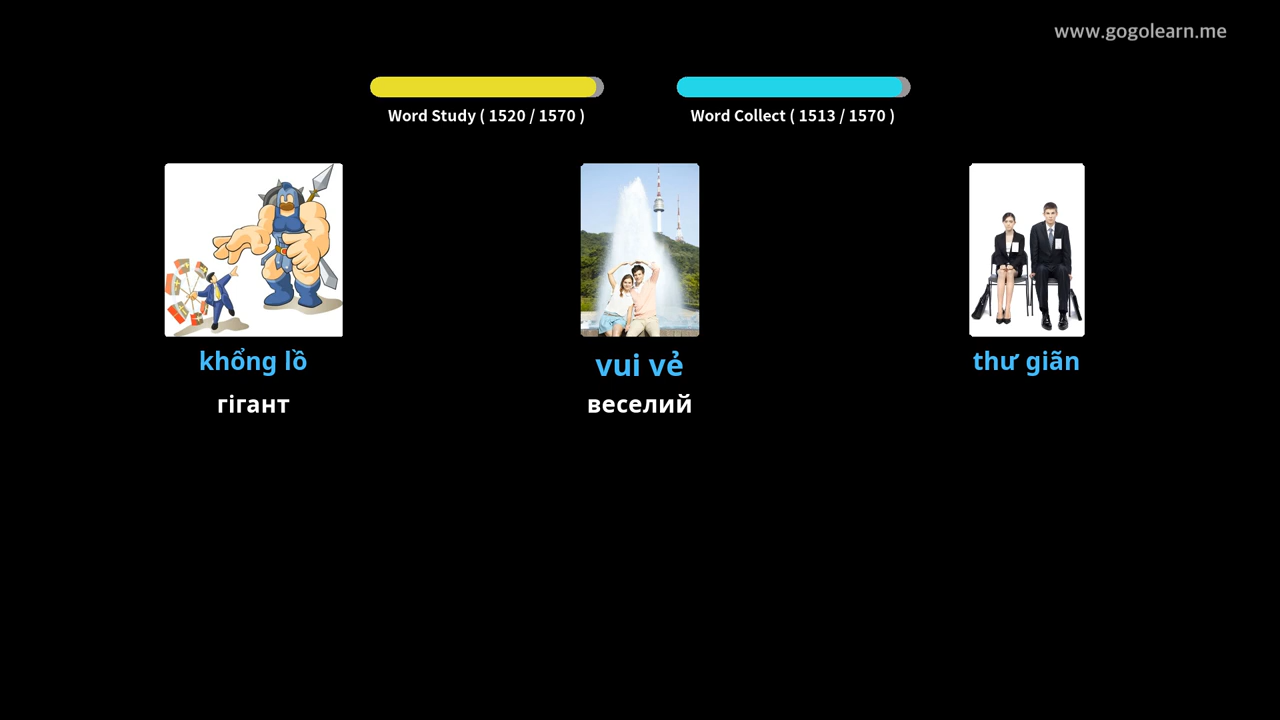 www.gogolearn.me
Word Study ( 1520 / 1570 )
Word Collect ( 1513 / 1570 )
khổng lồ
vui vẻ
thư giãn
гігант
веселий